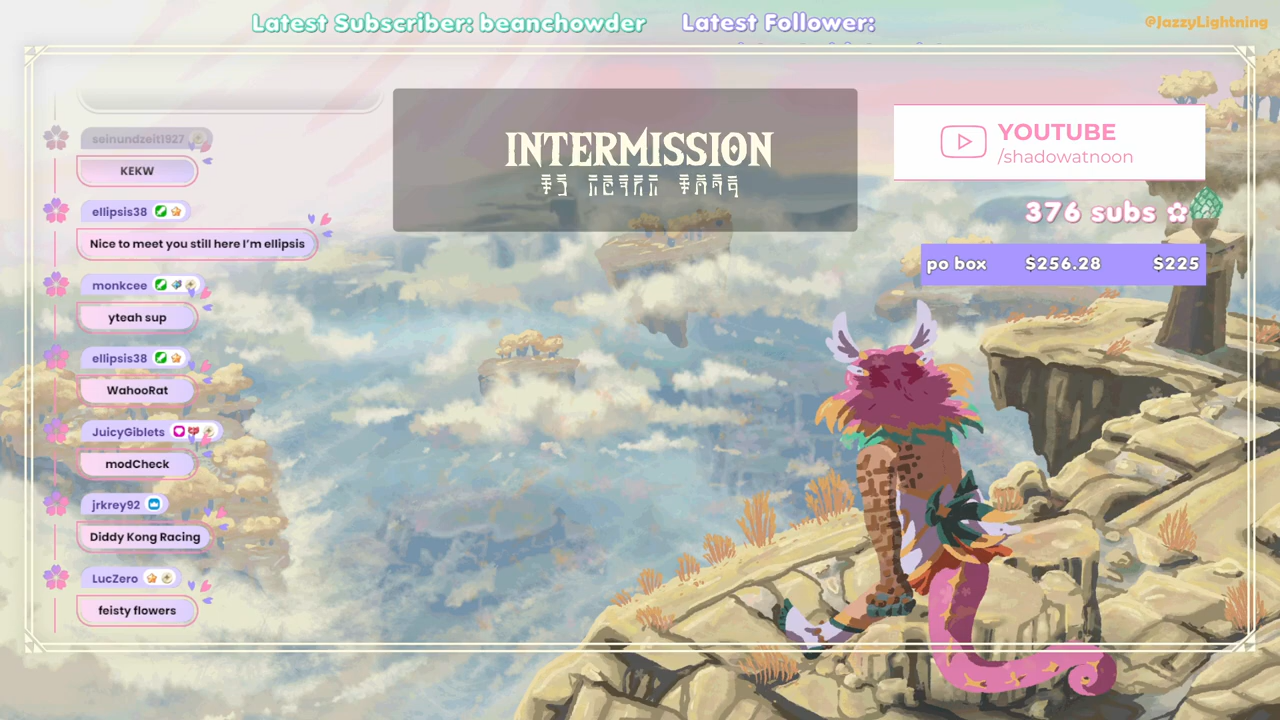 Latest Subscriber: beanchowder
Latest Follower:
@JazzyLightning
seinundzeit1927
KEKW
ellipsis38
Nice to meet you still here I'm ellipsis
monkcee
yteah sup
ellipsis38
WahooRat
JuicyGiblets
modCheck
jrkrey92
Diddy Kong Racing
LucZero
feisty flowers
INTERMISSION
YOUTUBE
/shadowatnoon
376 subs
po box $256.28 $225